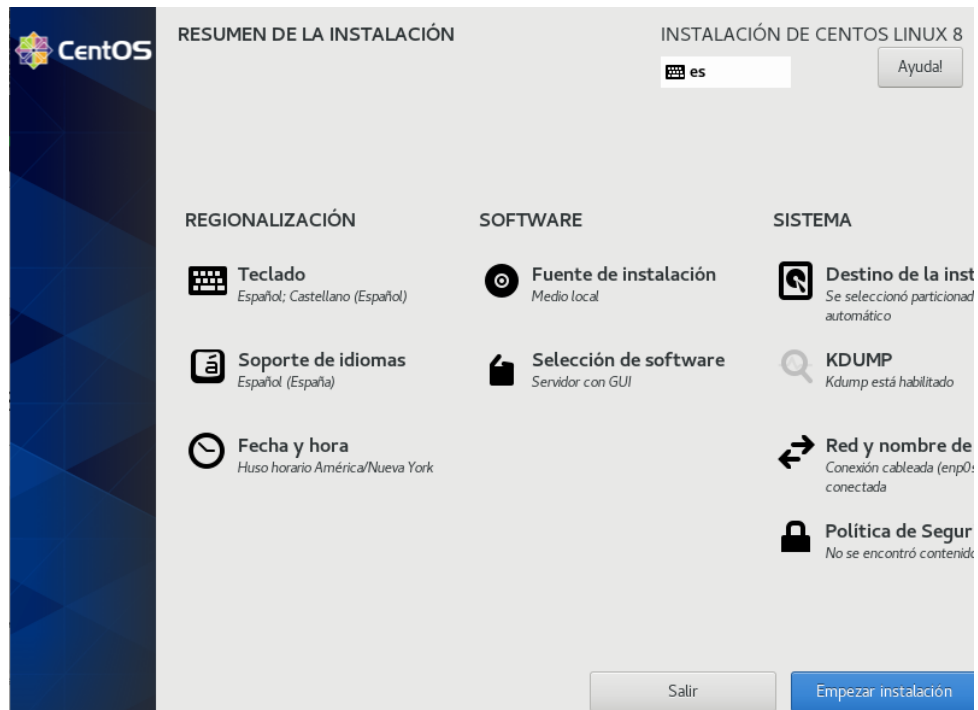 CentOS
RESUMEN DE LA INSTALACIÓN
INSTALACIÓN DE CENTOS LINUX 8
es
Ayuda!
REGIONALIZACIÓN
Teclado
Español; Castellano (Español)
Soporte de idiomas
Español (España)
Fecha y hora
Huso horario América/Nueva York
SOFTWARE
Fuente de instalación
Medio local
Selección de software
Servidor con GUI
SISTEMA
Destino de la inst
Se seleccionó particionad
automático
KDUMP
Kdump está habilitado
Red y nombre de
Conexión cableada (enp0s
conectada
Política de Segur
No se encontró contenido
Salir
Empezar instalación